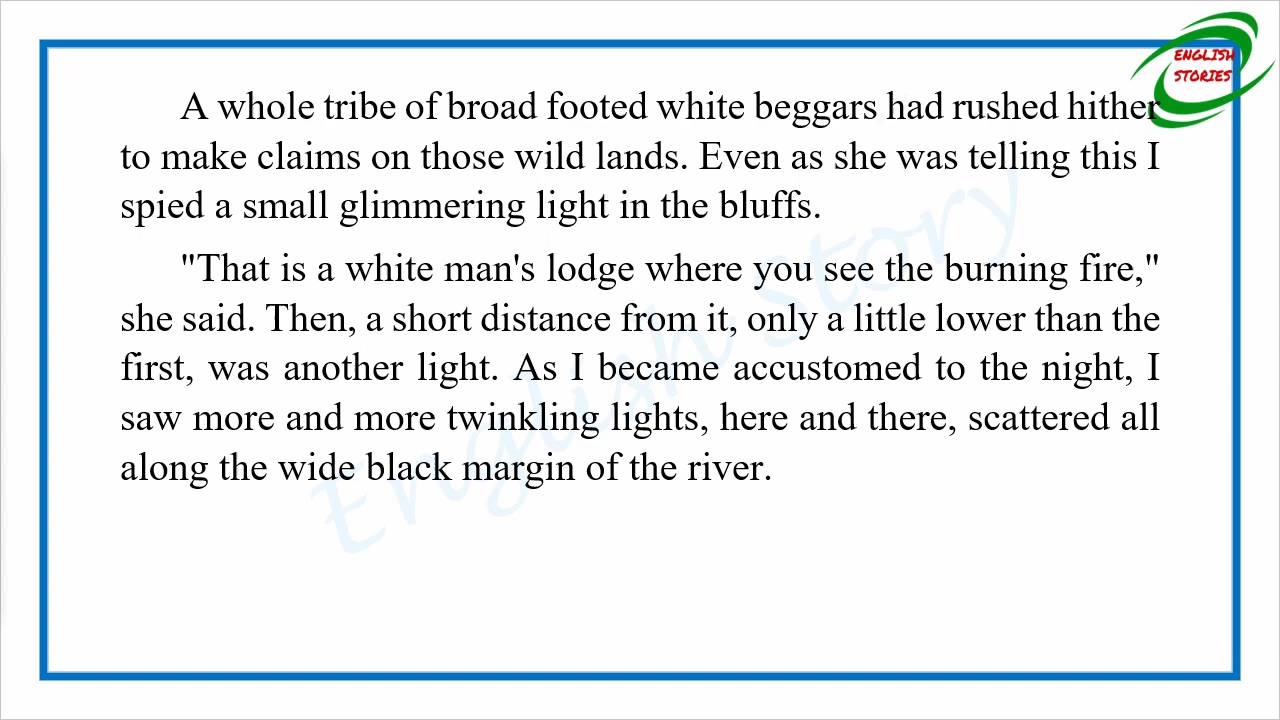 ENGLISH
STORIES
A whole tribe of broad footed white beggars had rushed hither
to make claims on those wild lands. Even as she was telling this I
spied a small glimmering light in the bluffs.
"That is a white man's lodge where you see the burning fire,"
she said. Then, a short distance from it, only a little lower than the
first, was another light. As I became accustomed to the night, I
saw more and more twinkling lights, here and there, scattered all
along the wide black margin of the river.
English Story